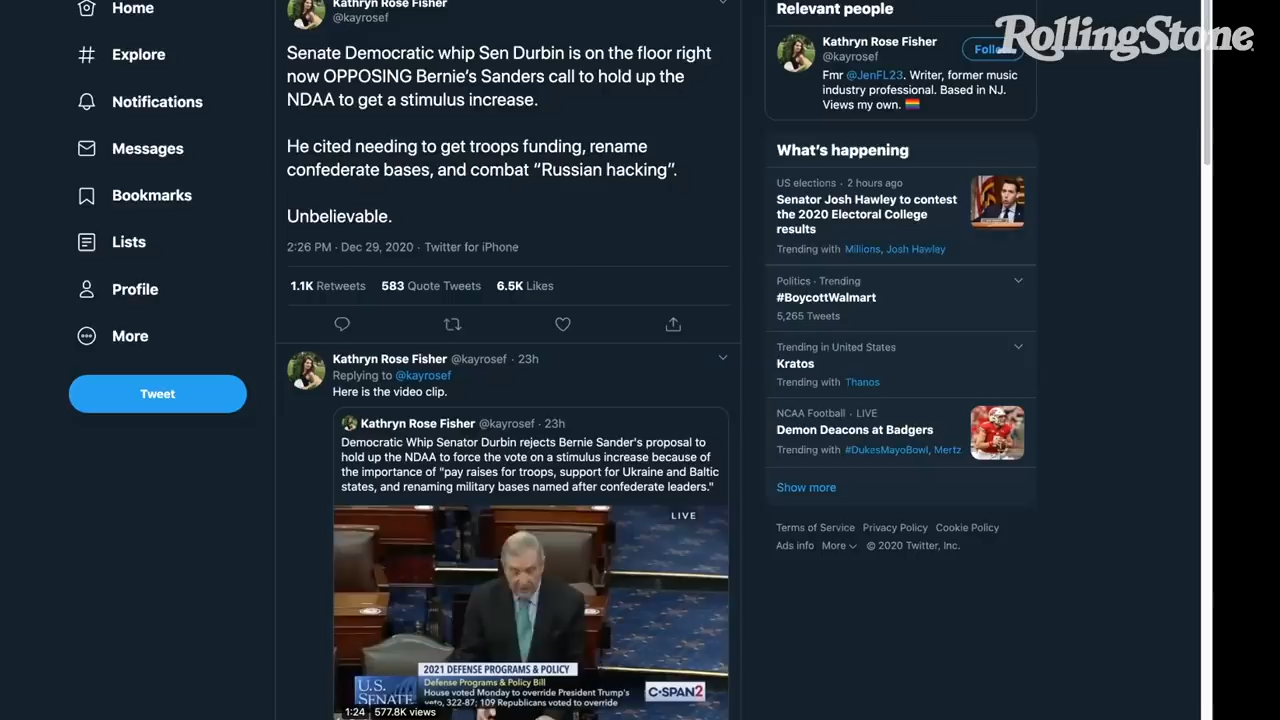 Home
Explore
Notifications
Messages
Bookmarks
Lists
Profile
More
Tweet
Kathryn Rose Fisher
@kayrosef
Senate Democratic whip Sen Durbin is on the floor right
now OPPOSING Bernie's Sanders call to hold up the
NDAA to get a stimulus increase.
He cited needing to get troops funding, rename
confederate bases, and combat “Russian hacking”.
Unbelievable.
2:26 PM · Dec 29, 2020 · Twitter for iPhone
1.1K Retweets 583 Quote Tweets 6.5K Likes
Kathryn Rose Fisher @kayrosef · 23h
Replying to @kayrosef
Here is the video clip.
Kathryn Rose Fisher @kayrosef · 23h
Democratic Whip Senator Durbin rejects Bernie Sander's proposal to
hold up the NDAA to force the vote on a stimulus increase because of
the importance of "pay raises for troops, support for Ukraine and Baltic
states, and renaming military bases named after confederate leaders."
LIVE
2021 DEFENSE PROGRAMS & POLICY
Defense Programs & Policy Bill
House voted Monday to override President Trump's
veto, 322-87; 109 Republicans voted to override
U.S.
SENATE
C-SPAN2
1:24 577.8K views
Relevant people
RollingStone
Kathryn Rose Fisher
@kayrosef
Follow
Fmr @JenFL23. Writer, former music
industry professional. Based in NJ.
Views my own.
What's happening
US elections · 2 hours ago
Senator Josh Hawley to contest
the 2020 Electoral College
results
Trending with Millions, Josh Hawley
Politics · Trending
#BoycottWalmart
5,265 Tweets
Trending in United States
Kratos
Trending with Thanos
NCAA Football · LIVE
Demon Deacons at Badgers
Trending with #DukesMayoBowl, Mertz
Show more
Terms of Service Privacy Policy Cookie Policy
Ads info More © 2020 Twitter, Inc.